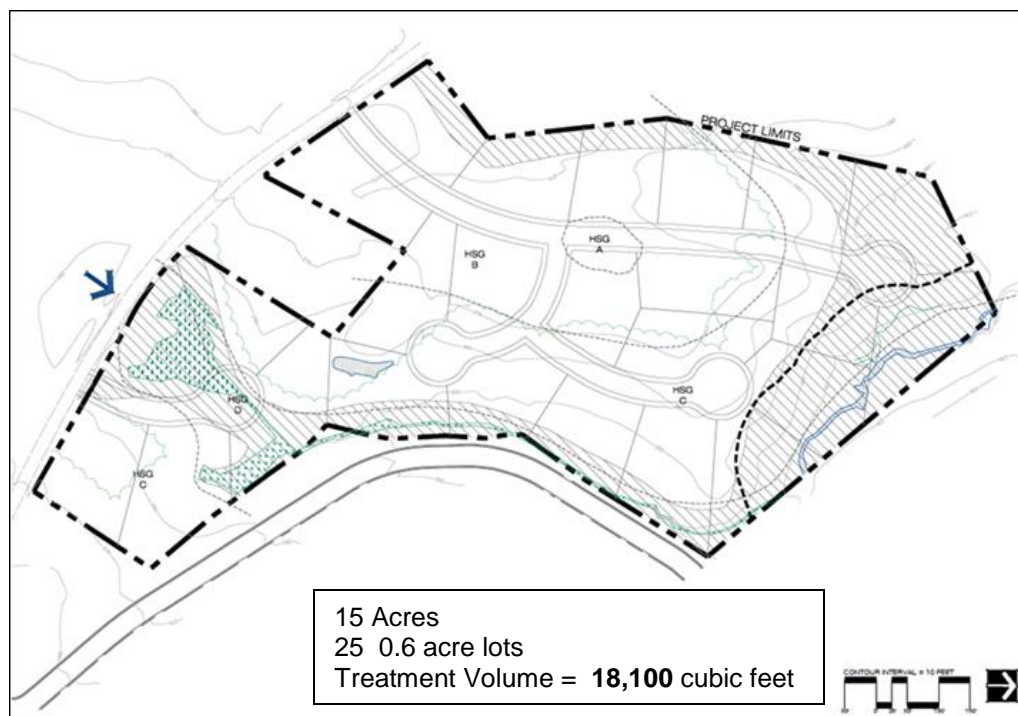 PROJECT LIMITS
HSG
A
HSG
B
HSG
D
HSG
C
HSG
C
15 Acres
25 0.6 acre lots
Treatment Volume = 18,100 cubic feet
CONTOUR INTERVAL = 10 FEET